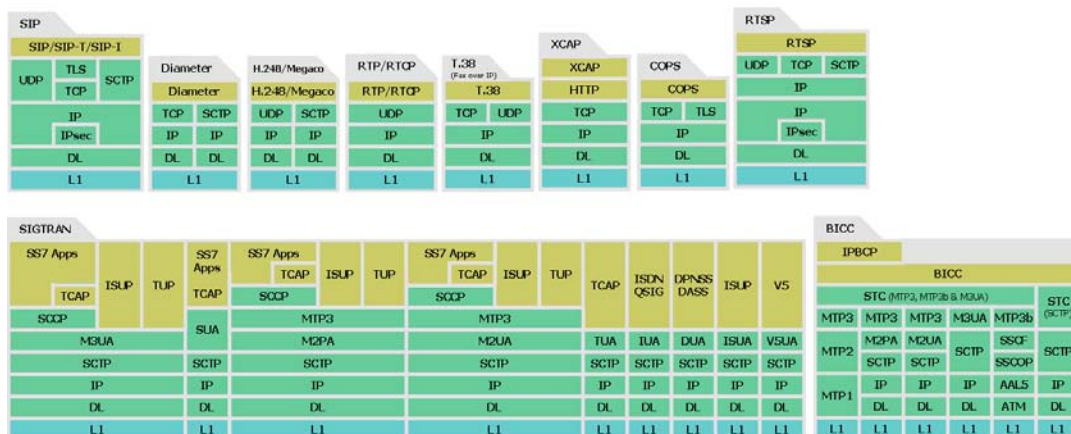 SIP
SIP/SIP-T/SIP-I
UDP TLS SCTP
TCP
IP
IPsec
DL
L1
Diameter
Diameter
TCP SCTP
IP IP
DL DL
L1
H.248/Megaco
H.248/Megaco
UDP SCTP
IP IP
DL DL
L1
RTP/RTCP
RTP/RTCP
UDP
IP
DL
L1
T.38
(Fax over IP)
T.38
TCP UDP
IP
DL
L1
XCAP
XCAP
HTTP
TCP
IP
DL
L1
COPS
COPS
TCP TLS
IP
DL
L1
RTSP
RTSP
UDP TCP SCTP
IP
IP
IPsec
DL
L1
SIGTRAN
SS7 Apps
TCAP
ISUP
TUP
SCCP
M3UA
SCTP
IP
DL
L1
SS7
Apps
TCAP
SUA
SCTP
IP
DL
L1
SS7 Apps
TCAP
ISUP
TUP
SCCP
MTP3
M2PA
SCTP
IP
DL
L1
SS7 Apps
TCAP
ISUP
TUP
SCCP
MTP3
M2UA
SCTP
IP
DL
L1
TCAP
TUA
SCTP
IP
DL
L1
ISDN
QSIG
IUA
SCTP
IP
DL
L1
DPNSS
DASS
DUA
SCTP
IP
DL
L1
ISUP
ISUA
SCTP
IP
DL
L1
V5
V5UA
SCTP
IP
DL
L1
BICC
IPBCP
BICC
STC (MTP3, MTP3b & M3UA)
STC
(SCTP)
MTP3 MTP3 MTP3 M3UA MTP3b
MTP2 M2PA M2UA SCTP SSCF SCTP
SCTP SCTP SSCOP
MTP1 IP IP IP AAL5 IP
DL DL DL ATM DL
L1 L1 L1 L1 L1 L1